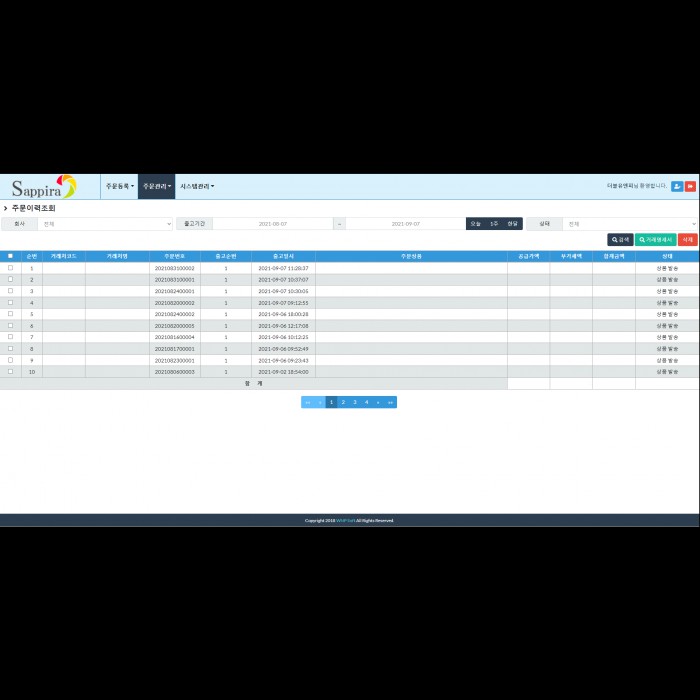 Sappira
주문등록 주문관리 시스템관리
더블유앤피님 환영합니다.
주문이력조회
회사 전체 출고기간 2021-08-07 ~ 2021-09-07 오늘 1주 한달 상태 전체
검색 거래명세서 삭제
순번 거래처코드 거래처명 주문번호 출고순번 출고일시 주문상품 공급가액 부가세액 합계금액 상태
1 2021083100002 1 2021-09-07 11:28:37 상품발송
2 2021083100001 1 2021-09-07 10:37:07 상품발송
3 2021082400001 1 2021-09-07 10:30:05 상품발송
4 2021082000002 1 2021-09-07 09:12:55 상품발송
5 2021082400002 1 2021-09-06 18:00:28 상품발송
6 2021082000005 1 2021-09-06 12:17:08 상품발송
7 2021081600004 1 2021-09-06 10:12:25 상품발송
8 2021081700001 1 2021-09-06 09:52:49 상품발송
9 2021082300001 1 2021-09-06 09:23:43 상품발송
10 2021080600003 1 2021-09-02 18:54:00 상품발송
합 계
«« « 1 2 3 4 » »»
Copyright 2018 WNPSoft All Rights Reserved.